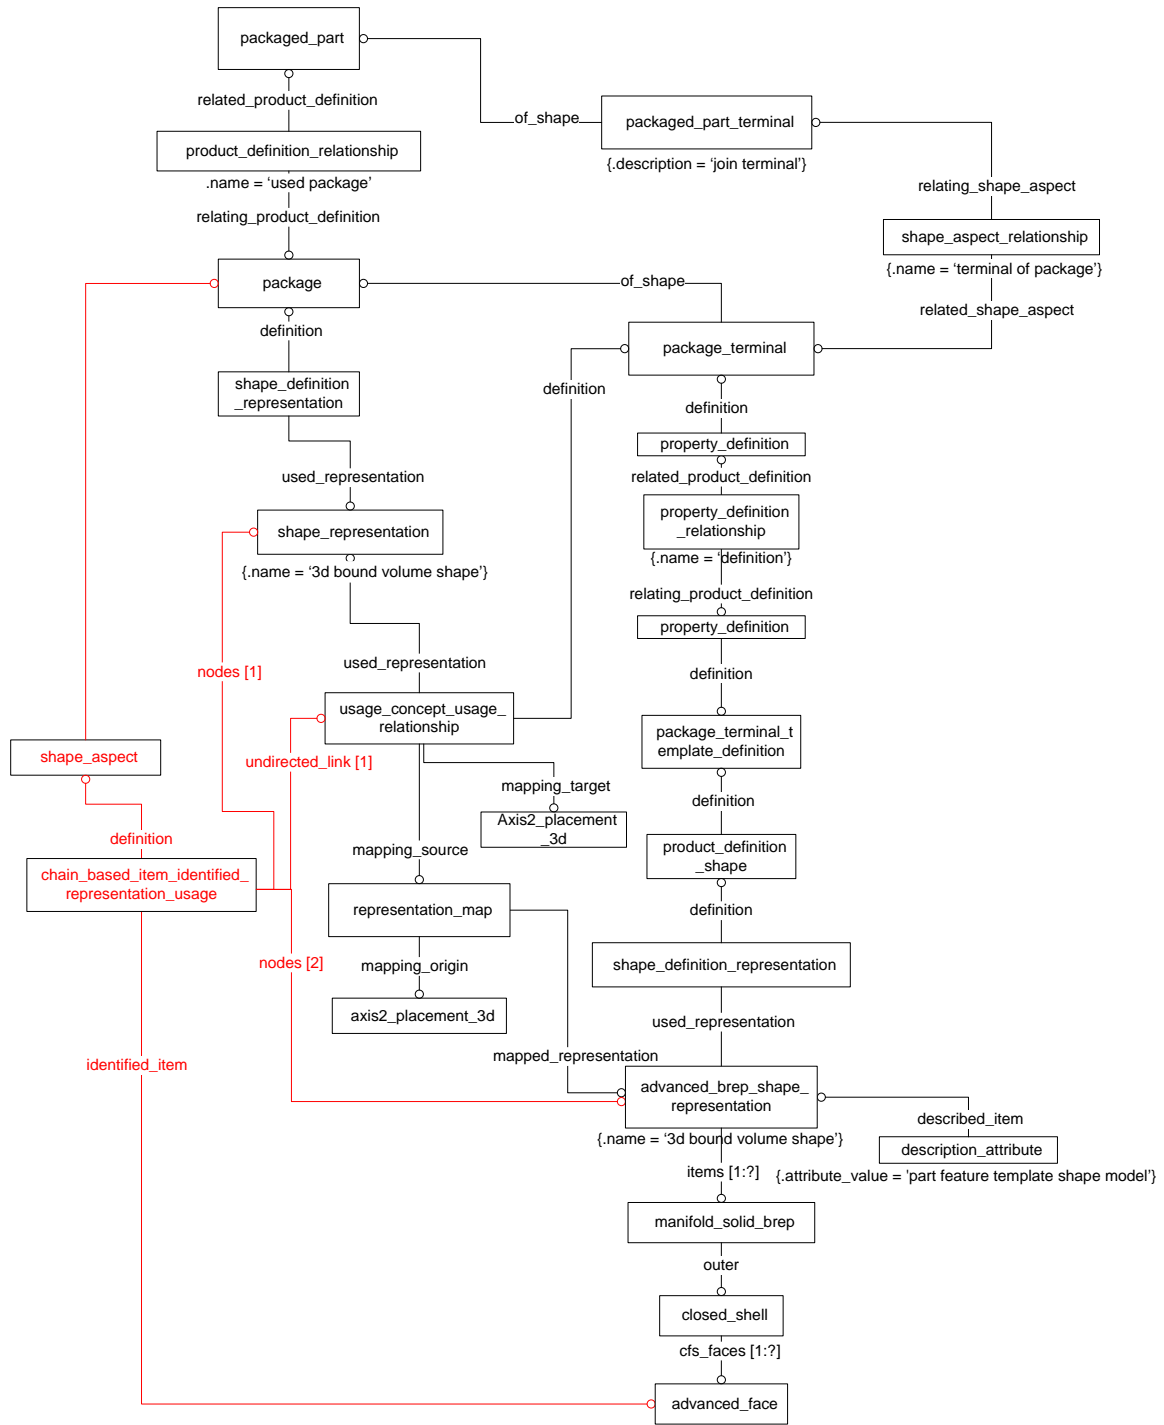 packaged_part
related_product_definition
of_shape
packaged_part_terminal
product_definition_relationship
{.description = ‘join terminal’}
.name = ‘used package’
relating_shape_aspect
relating_product_definition
shape_aspect_relationship
{.name = ‘terminal of package’}
package
of_shape
related_shape_aspect
definition
package_terminal
shape_definition
_representation
definition
definition
property_definition
used_representation
related_product_definition
shape_representation
property_definition
_relationship
{.name = ‘3d bound volume shape’}
{.name = ‘definition’}
relating_product_definition
property_definition
nodes [1]
used_representation
definition
usage_concept_usage_
relationship
package_terminal_t
emplate_definition
shape_aspect
undirected_link [1]
mapping_target
definition
Axis2_placement
_3d
definition
mapping_source
product_definition
_shape
chain_based_item_identified_
representation_usage
representation_map
definition
nodes [2]
mapping_origin
shape_definition_representation
axis2_placement_3d
used_representation
identified_item
mapped_representation
advanced_brep_shape_
representation
described_item
{.name = ‘3d bound volume shape’}
description_attribute
items [1:?]
{.attribute_value = ’part feature template shape model’}
manifold_solid_brep
outer
closed_shell
cfs_faces [1:?]
advanced_face